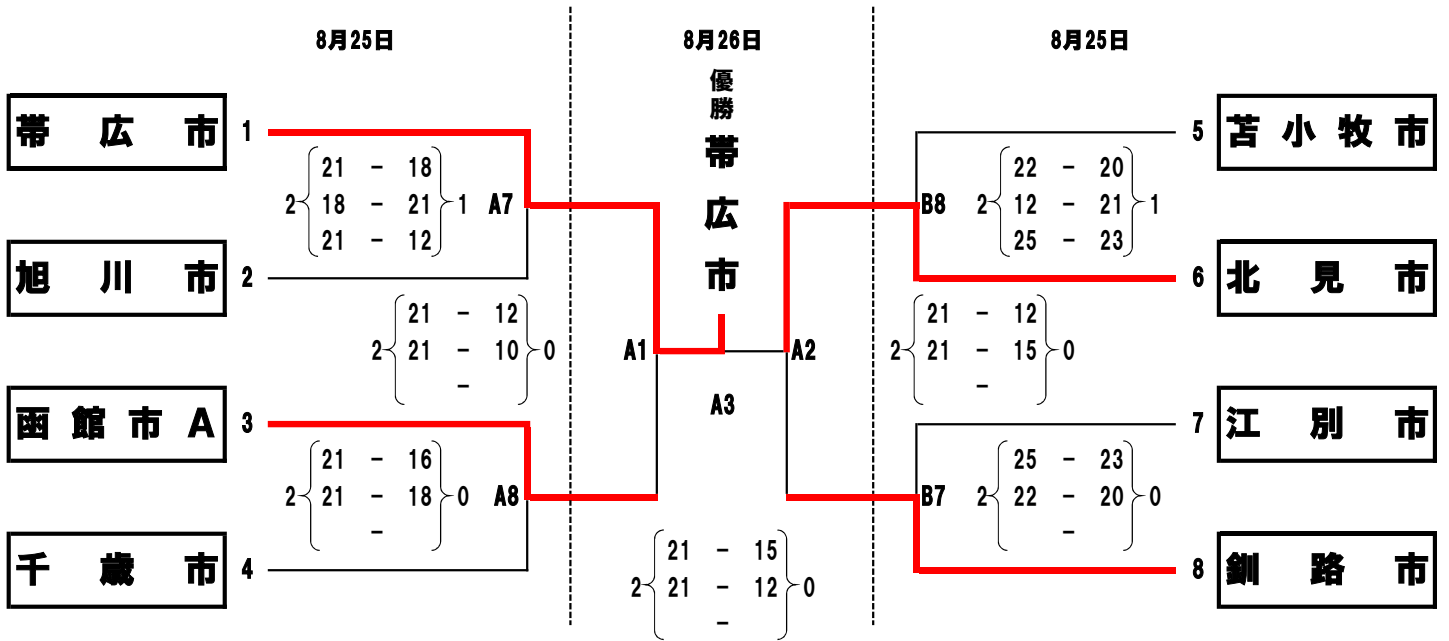 8月25日
8月26日
8月25日
優勝
帯広市
帯広市 1
21 - 18
2 18 - 21 1 A7
21 - 12
旭川市 2
21 - 12
2 21 - 10 0
-
A1
函館市A 3
21 - 16
2 21 - 18 0 A8
-
千歳市 4
A3
21 - 15
2 21 - 12 0
-
5 苫小牧市
22 - 20
B8 2 12 - 21 1
25 - 23
6 北見市
21 - 12
A2 2 21 - 15 0
-
7 江別市
25 - 23
B7 2 22 - 20 0
-
8 釧路市